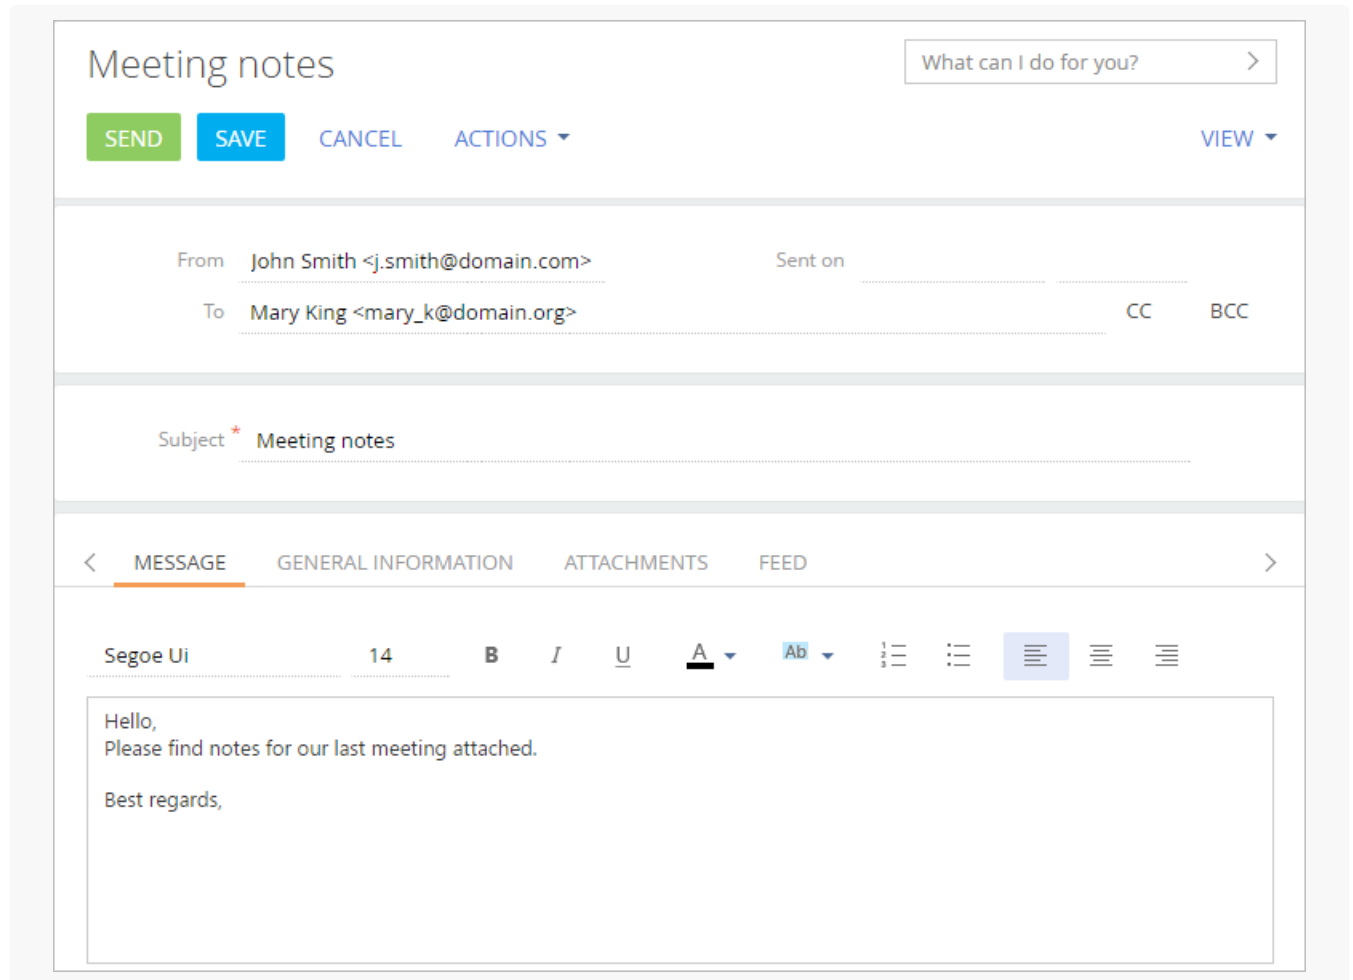 Meeting notes
What can I do for you?
SEND SAVE CANCEL ACTIONS VIEW
From John Smith <j.smith@domain.com> Sent on
To Mary King <mary_k@domain.org> CC BCC
Subject * Meeting notes
MESSAGE GENERAL INFORMATION ATTACHMENTS FEED
Segoe Ui 14 B I U A Ab
Hello,
Please find notes for our last meeting attached.
Best regards,